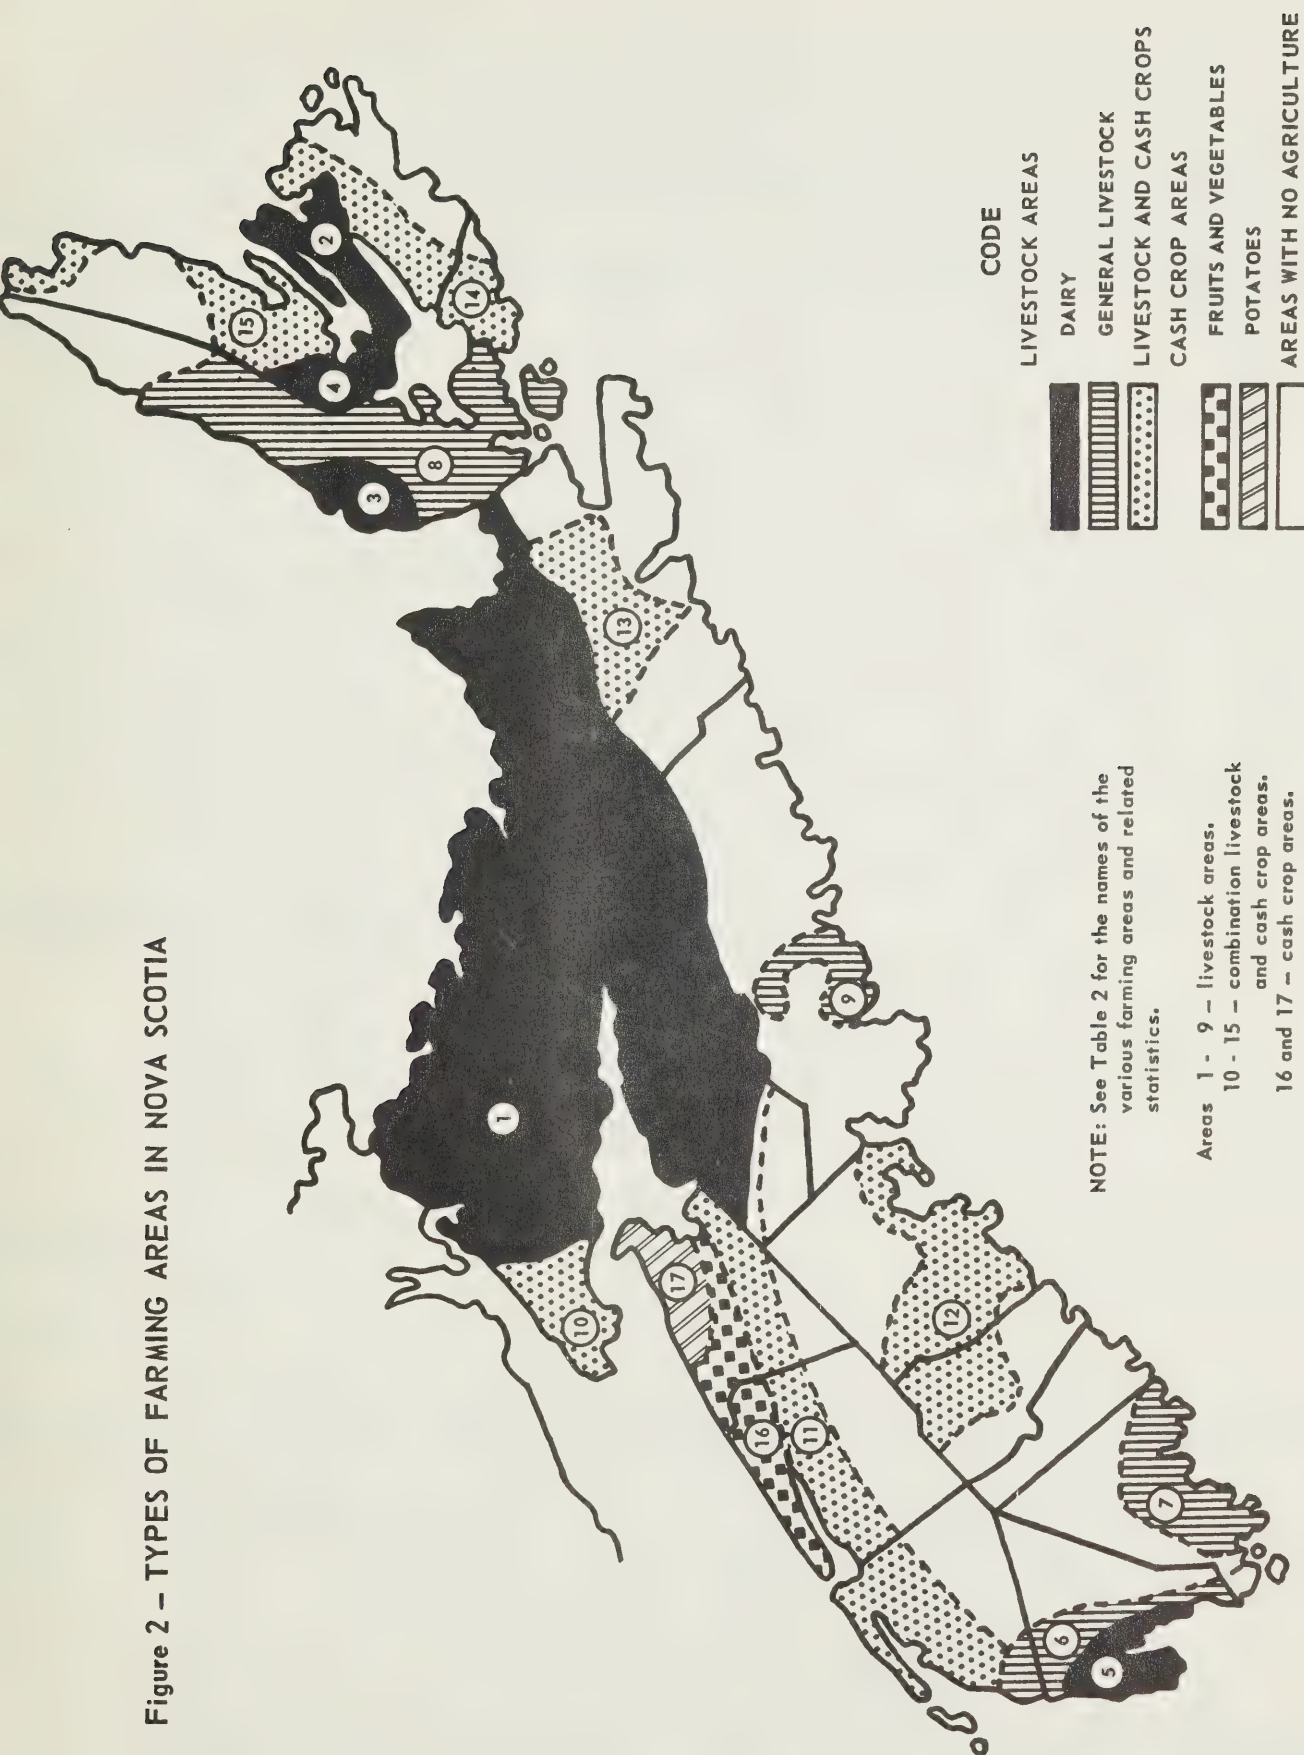 Figure 2 – TYPES OF FARMING AREAS IN NOVA SCOTIA
1
2
3
4
5
6
7
8
9
10
11
12
13
14
15
16
17
NOTE: See Table 2 for the names of the
various farming areas and related
statistics.
Areas 1 - 9 – livestock areas.
10 - 15 – combination livestock
and cash crop areas.
16 and 17 – cash crop areas.
CODE
LIVESTOCK AREAS
DAIRY
GENERAL LIVESTOCK
LIVESTOCK AND CASH CROPS
CASH CROP AREAS
FRUITS AND VEGETABLES
POTATOES
AREAS WITH NO AGRICULTURE